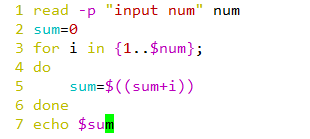 1 read -p "input num" num
2 sum=0
3 for i in {1..$num};
4 do
5     sum=$((sum+i))
6 done
7 echo $sum